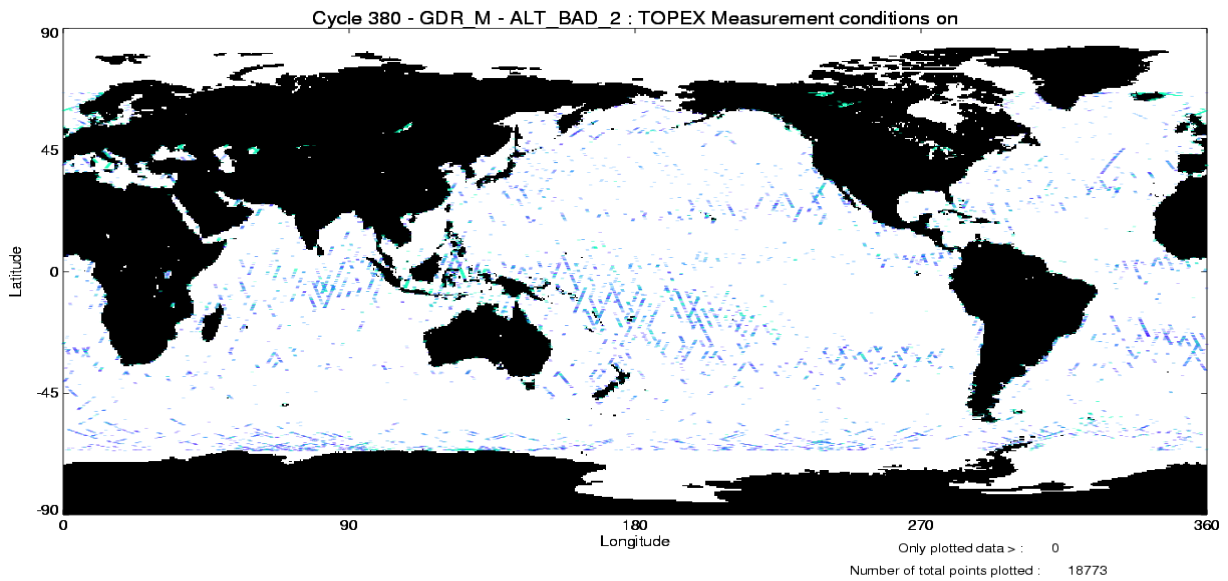 Cycle 380 - GDR_M - ALT_BAD_2 : TOPEX Measurement conditions on
90
45
0
-45
-90
Latitude
0 90 180 270 360
Longitude
Only plotted data > : 0
Number of total points plotted : 18773